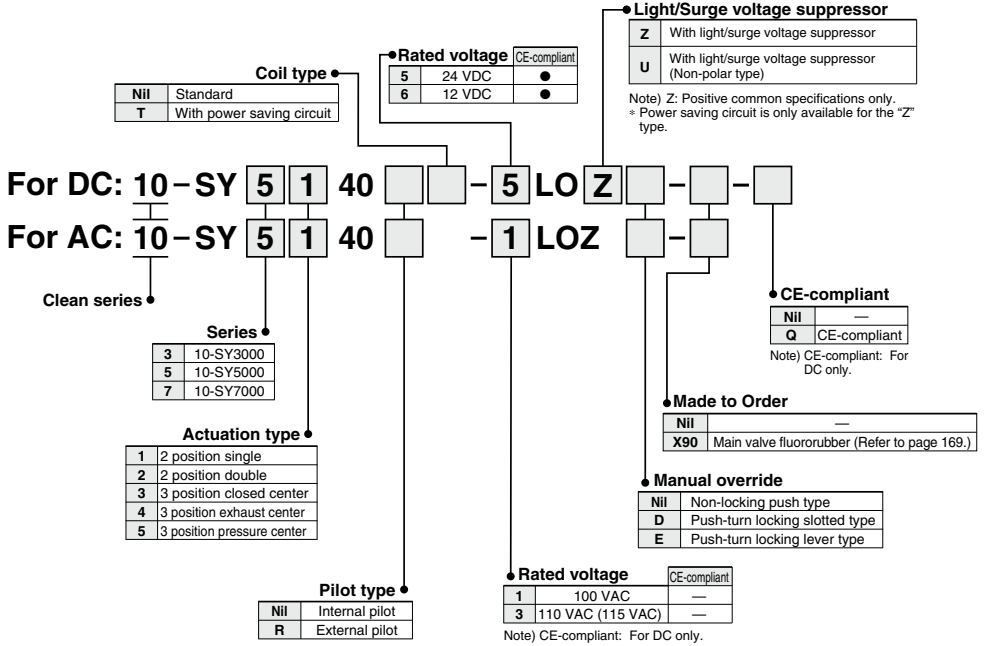 Light/Surge voltage suppressor
Z With light/surge voltage suppressor
U With light/surge voltage suppressor
(Non-polar type)
Note) Z: Positive common specifications only.
* Power saving circuit is only available for the “Z”
type.
Rated voltage CE-compliant
5 24 VDC ●
6 12 VDC ●
Coil type
Nil Standard
T With power saving circuit
For DC: 10-SY 5 1 40 - 5 LO Z - -
For AC: 10-SY 5 1 40 - 1 LOZ -
Clean series
Series
3 10-SY3000
5 10-SY5000
7 10-SY7000
Actuation type
1 2 position single
2 2 position double
3 3 position closed center
4 3 position exhaust center
5 3 position pressure center
Pilot type
Nil Internal pilot
R External pilot
Rated voltage CE-compliant
1 100 VAC —
3 110 VAC (115 VAC) —
Note) CE-compliant: For DC only.
Manual override
Nil Non-locking push type
D Push-turn locking slotted type
E Push-turn locking lever type
Made to Order
Nil —
X90 Main valve fluororubber (Refer to page 169.)
CE-compliant
Nil —
Q CE-compliant
Note) CE-compliant: For
DC only.